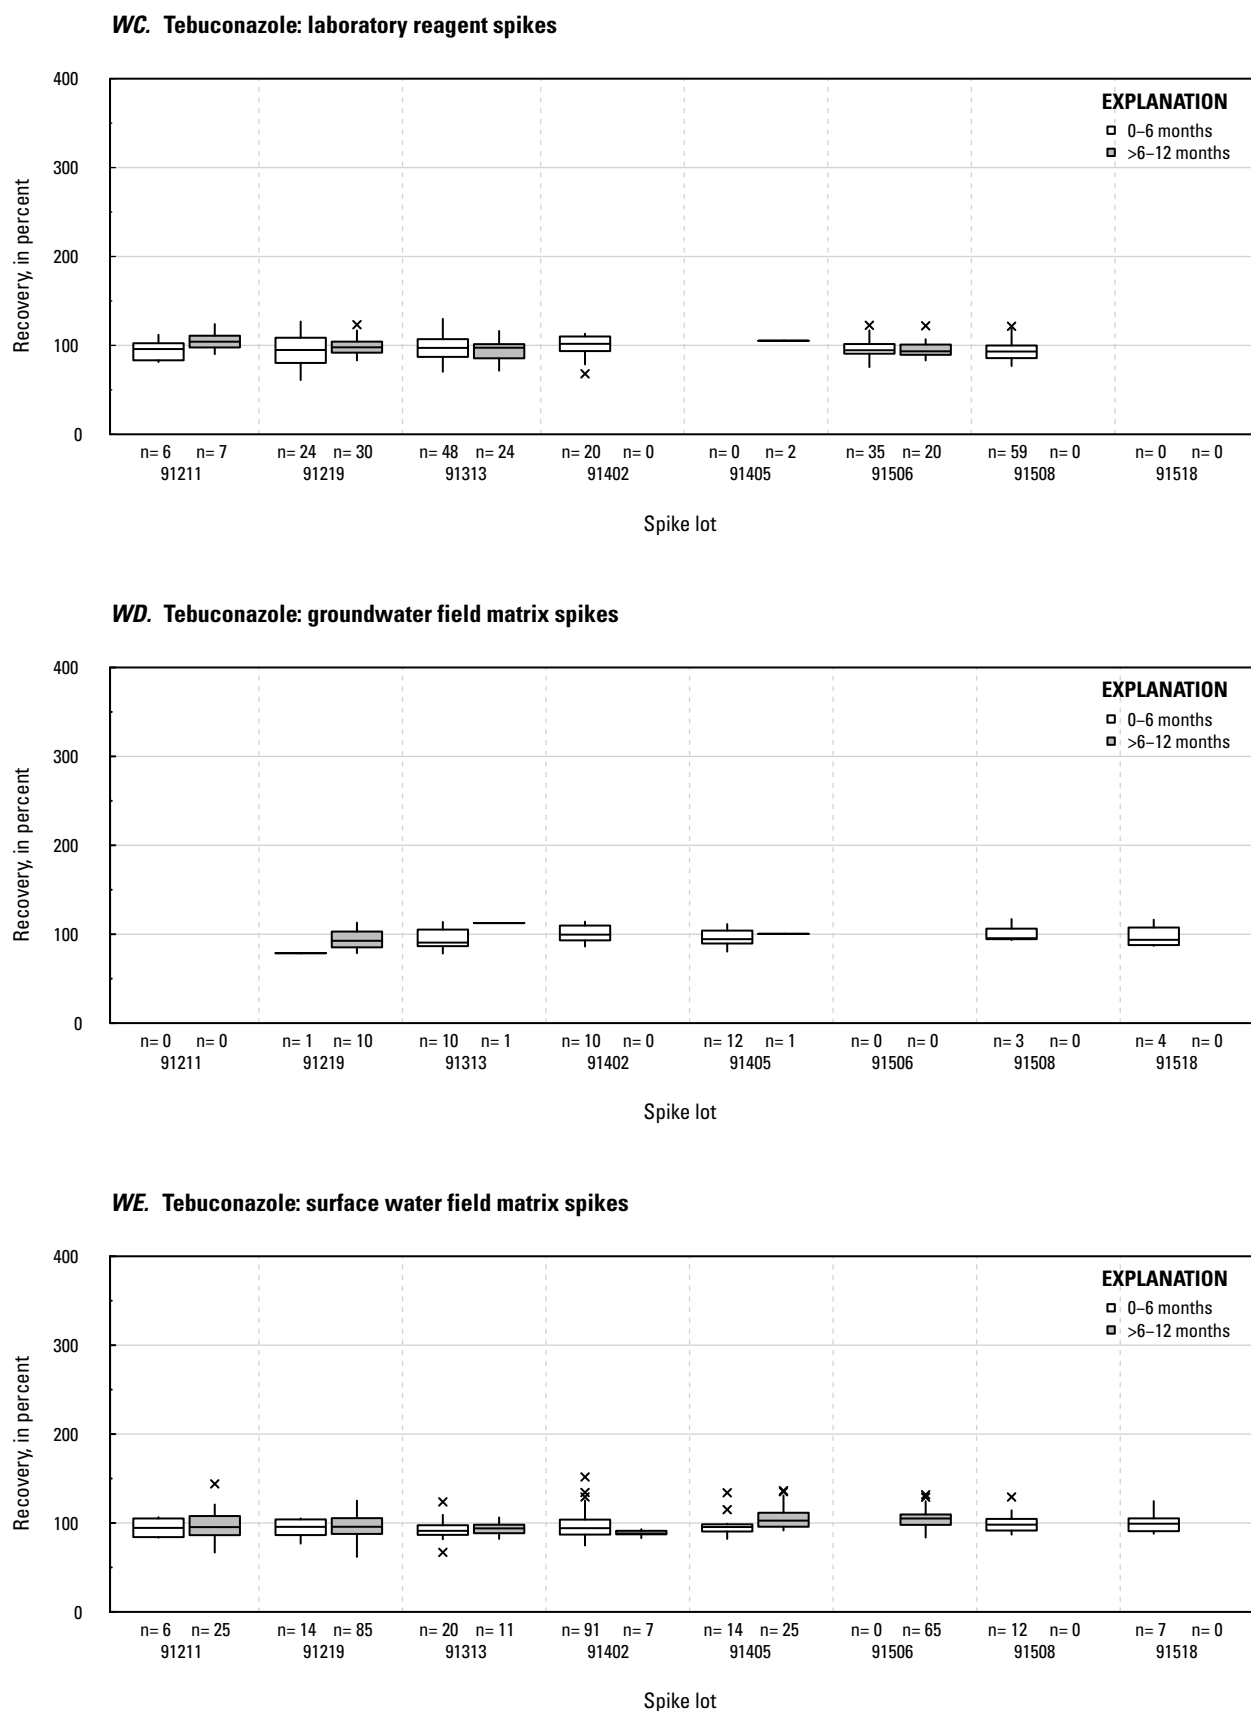 WC. Tebuconazole: laboratory reagent spikes
400
300
200
100
0
Recovery, in percent
EXPLANATION
0–6 months
>6–12 months
n= 6 n= 7 n= 24 n= 30 n= 48 n= 24 n= 20 n= 0 n= 0 n= 2 n= 35 n= 20 n= 59 n= 0 n= 0 n= 0
91211 91219 91313 91402 91405 91506 91508 91518
Spike lot
WD. Tebuconazole: groundwater field matrix spikes
400
300
200
100
0
Recovery, in percent
EXPLANATION
0–6 months
>6–12 months
n= 0 n= 0 n= 1 n= 10 n= 10 n= 1 n= 10 n= 0 n= 12 n= 1 n= 0 n= 0 n= 3 n= 0 n= 4 n= 0
91211 91219 91313 91402 91405 91506 91508 91518
Spike lot
WE. Tebuconazole: surface water field matrix spikes
400
300
200
100
0
Recovery, in percent
EXPLANATION
0–6 months
>6–12 months
n= 6 n= 25 n= 14 n= 85 n= 20 n= 11 n= 91 n= 7 n= 14 n= 25 n= 0 n= 65 n= 12 n= 0 n= 7 n= 0
91211 91219 91313 91402 91405 91506 91508 91518
Spike lot